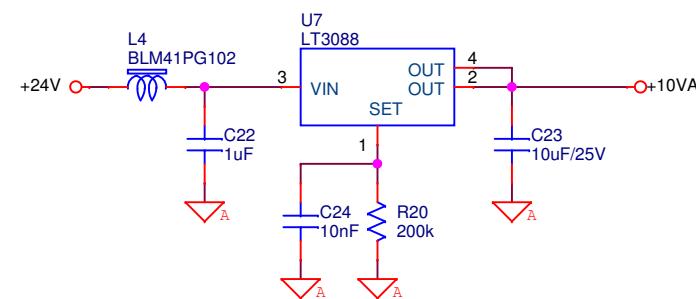 U7
LT3088
L4
BLM41PG102
+24V
3
VIN
OUT
4
OUT
2
+10VA
SET
1
C22
1uF
C23
10uF/25V
A
A
C24
10nF
R20
200k
A
A